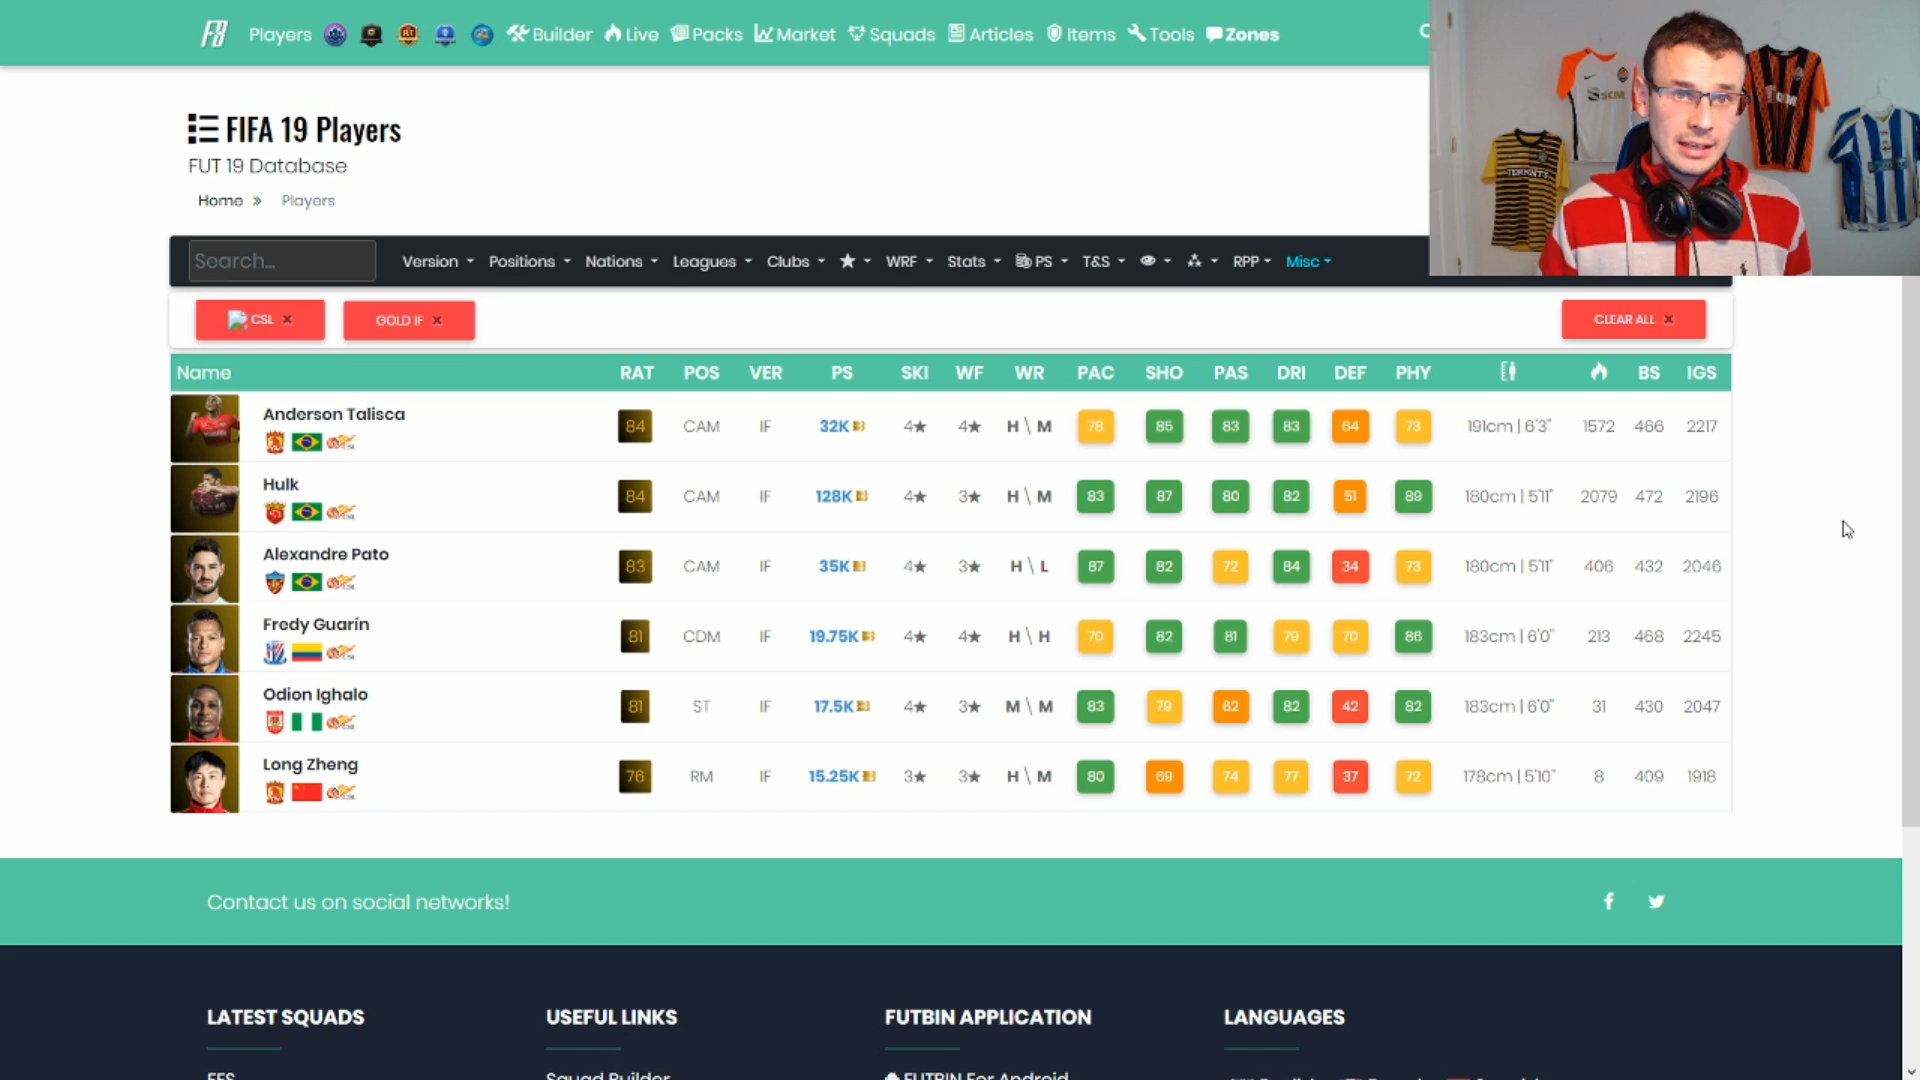 Players Builder Live Packs Market Squads Articles Items Tools Zones
FIFA 19 Players
FUT 19 Database
Home » Players
Search... Version Positions Nations Leagues Clubs ★ WRF Stats PS T&S RPP Misc
CSL × GOLD IF × CLEAR ALL ×
Name RAT POS VER PS SKI WF WR PAC SHO PAS DRI DEF PHY BS IGS
Anderson Talisca 84 CAM IF 32K 4★ 4★ H \ M 78 85 83 83 64 73 191cm | 6'3" 1572 466 2217
Hulk 84 CAM IF 128K 4★ 3★ H \ M 83 87 80 82 51 89 180cm | 5'11" 2079 472 2196
Alexandre Pato 83 CAM IF 35K 4★ 3★ H \ L 87 82 72 84 34 73 180cm | 5'11" 406 432 2046
Fredy Guarín 81 CDM IF 19.75K 4★ 4★ H \ H 70 82 81 79 70 86 183cm | 6'0" 213 468 2245
Odion Ighalo 81 ST IF 17.5K 4★ 3★ M \ M 83 79 62 82 42 82 183cm | 6'0" 31 430 2047
Long Zheng 76 RM IF 15.25K 3★ 3★ H \ M 80 69 74 77 37 72 178cm | 5'10" 8 409 1918
Contact us on social networks!
LATEST SQUADS USEFUL LINKS FUTBIN APPLICATION LANGUAGES
Squad Builder FUTBIN For Android